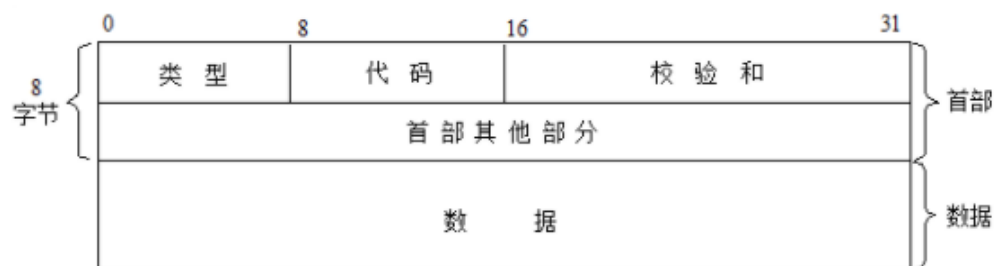 0 8 16 31
类 型 代 码 校 验 和
8
字节
首部
首 部 其 他 部 分
数 据
数据